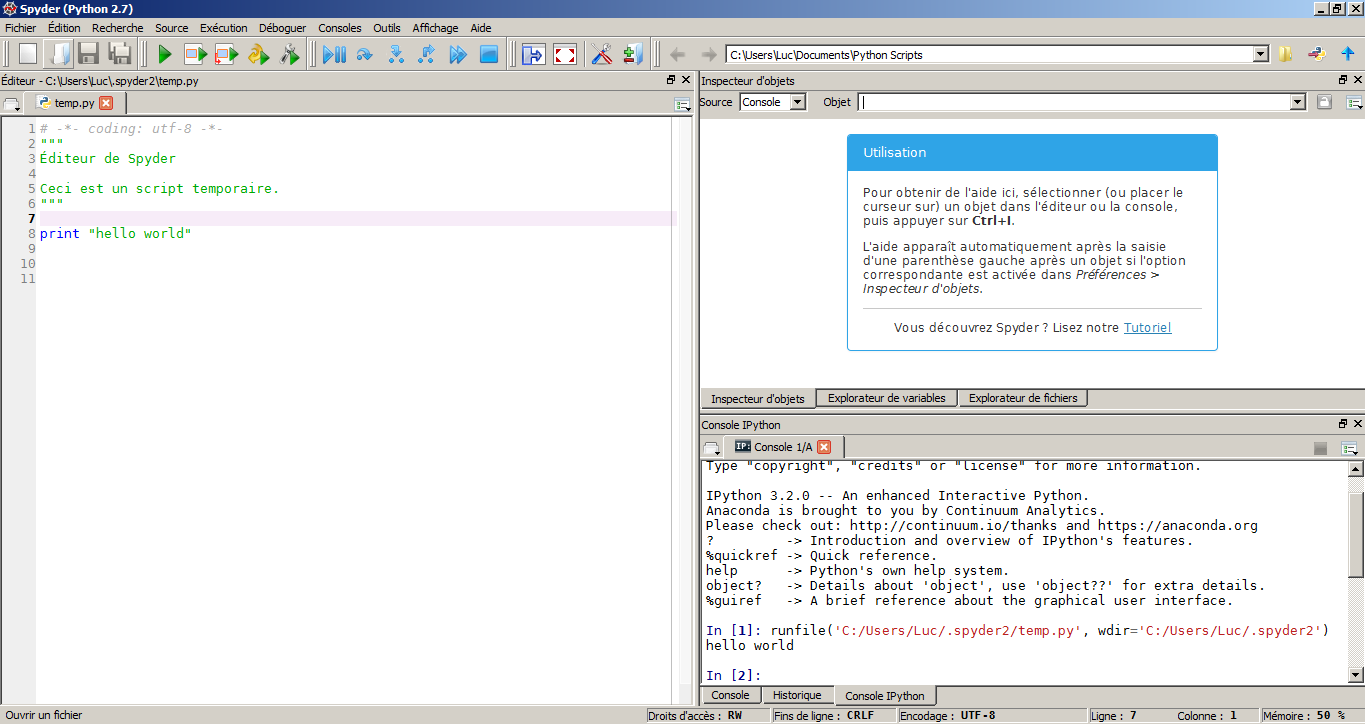 Spyder (Python 2.7)
Fichier Édition Recherche Source Exécution Déboguer Consoles Outils Affichage Aide
C:\Users\Luc\Documents\Python Scripts
Éditeur - C:\Users\Luc\.spyder2\temp.py
temp.py
1 # -*- coding: utf-8 -*-
2 """
3 Éditeur de Spyder
4
5 Ceci est un script temporaire.
6 """
7
8 print "hello world"
9
10
11
Inspecteur d'objets
Source Console Objet
Utilisation
Pour obtenir de l'aide ici, sélectionner (ou placer le
curseur sur) un objet dans l'éditeur ou la console,
puis appuyer sur Ctrl+I.
L'aide apparaît automatiquement après la saisie
d'une parenthèse gauche après un objet si l'option
correspondante est activée dans Préférences >
Inspecteur d'objets.
Vous découvrez Spyder ? Lisez notre Tutoriel
Inspecteur d'objets Explorateur de variables Explorateur de fichiers
Console IPython
IP: Console 1/A
Type "copyright", "credits" or "license" for more information.
IPython 3.2.0 -- An enhanced Interactive Python.
Anaconda is brought to you by Continuum Analytics.
Please check out: http://continuum.io/thanks and https://anaconda.org
? -> Introduction and overview of IPython's features.
%quickref -> Quick reference.
help -> Python's own help system.
object? -> Details about 'object', use 'object??' for extra details.
%guiref -> A brief reference about the graphical user interface.
In [1]: runfile('C:/Users/Luc/.spyder2/temp.py', wdir='C:/Users/Luc/.spyder2')
hello world
In [2]:
Console Historique Console IPython
Ouvrir un fichier Droits d'accès : RW Fins de ligne : CRLF Encodage : UTF-8 Ligne : 7 Colonne : 1 Mémoire : 50 %